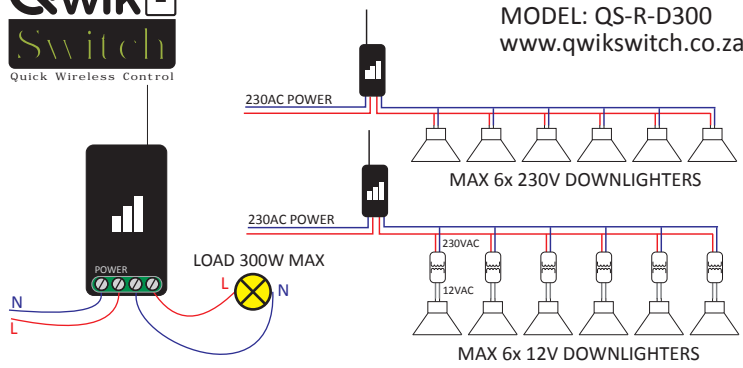 QWIK
Switch
Quick Wireless Control
MODEL: QS-R-D300
www.qwikswitch.co.za
230AC POWER
MAX 6x 230V DOWNLIGHTERS
230AC POWER
230VAC
12VAC
MAX 6x 12V DOWNLIGHTERS
POWER
LOAD 300W MAX
L
N
N
L